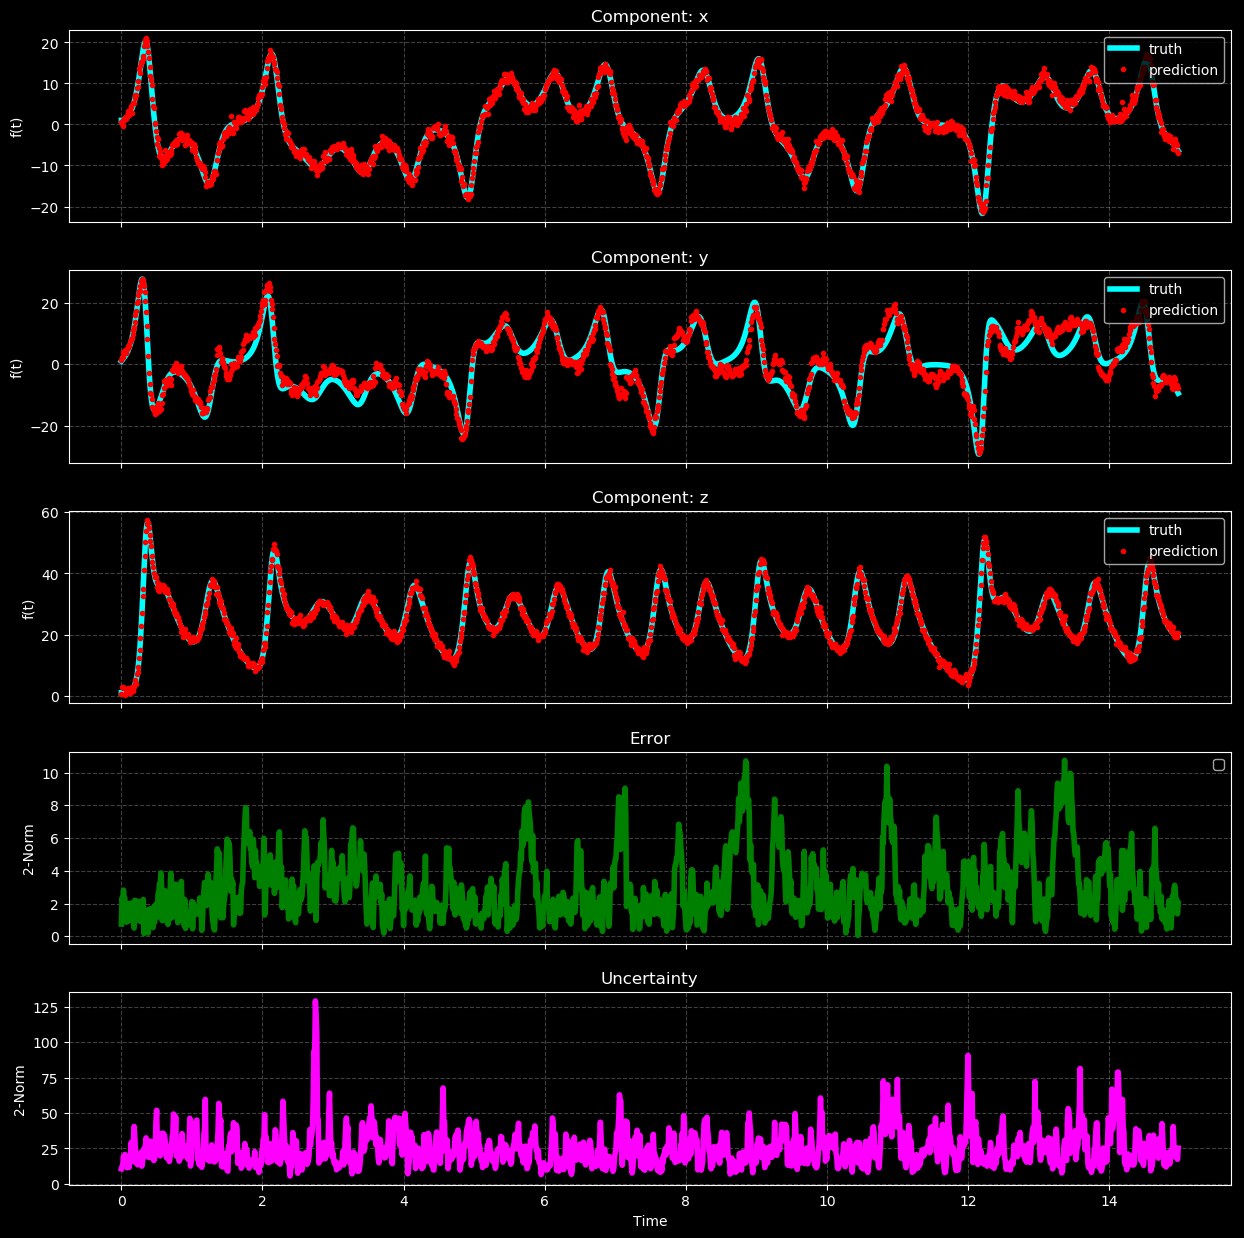 Component: x
20
10
0
−10
−20
f(t)
truth
prediction
Component: y
20
0
−20
f(t)
truth
prediction
Component: z
60
40
20
0
f(t)
truth
prediction
Error
10
8
6
4
2
0
2-Norm
Uncertainty
125
100
75
50
25
0
2-Norm
0 2 4 6 8 10 12 14
Time